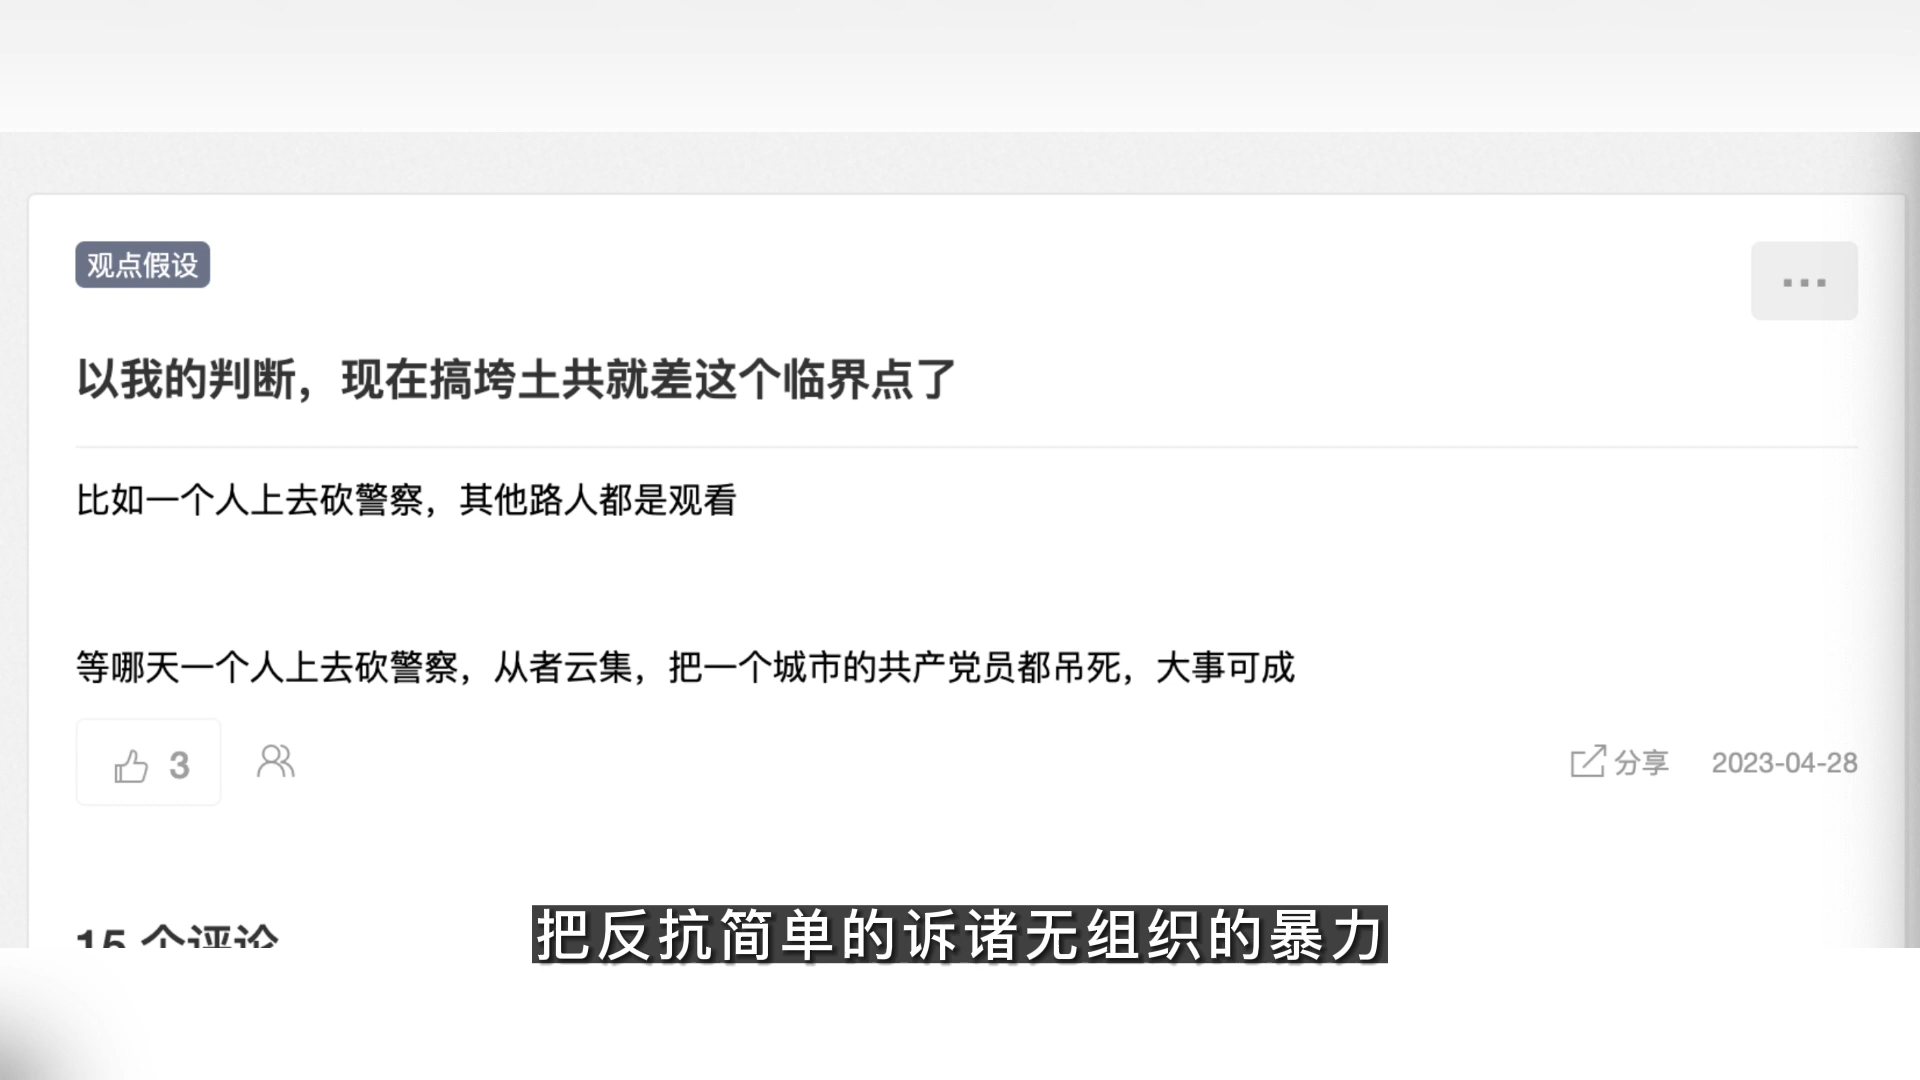 观点假设
以我的判断，现在搞垮土共就差这个临界点了
比如一个人上去砍警察，其他路人都是观看
等哪天一个人上去砍警察，从者云集，把一个城市的共产党员都吊死，大事可成
3
分享 2023-04-28
15 个评论
把反抗简单的诉诸无组织的暴力